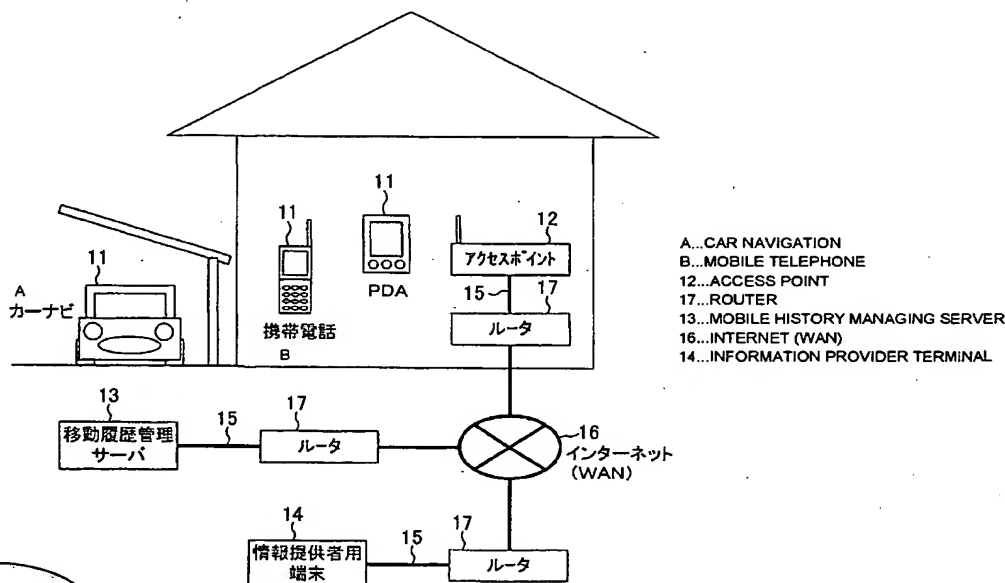 11
11
11
12
A
カーナビ
携帯電話
B
PDA
アクセスポイント
15
17
ルータ
A...CAR NAVIGATION
B...MOBILE TELEPHONE
12...ACCESS POINT
17...ROUTER
13...MOBILE HISTORY MANAGING SERVER
16...INTERNET (WAN)
14...INFORMATION PROVIDER TERMINAL
13
移動履歴管理
サーバ
15
17
ルータ
16
インターネット
(WAN)
14
情報提供者用
端末
15
17
ルータ